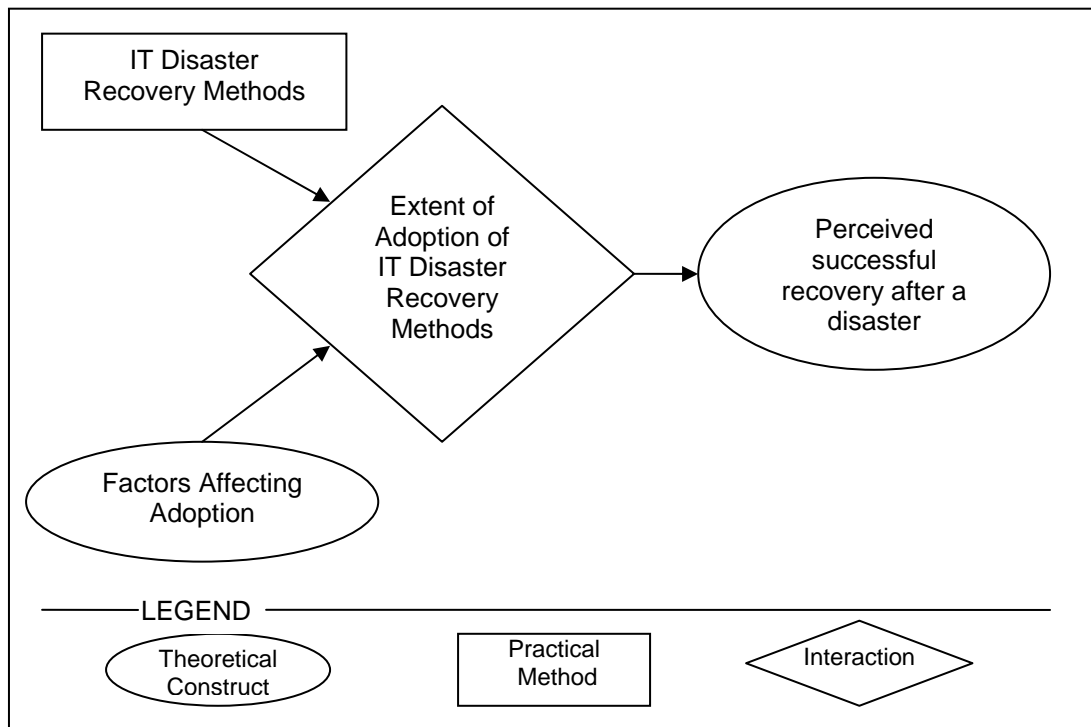 IT Disaster
Recovery Methods
Extent of
Adoption of
IT Disaster
Recovery
Methods
Perceived
successful
recovery after a
disaster
Factors Affecting
Adoption
LEGEND
Theoretical
Construct
Practical
Method
Interaction